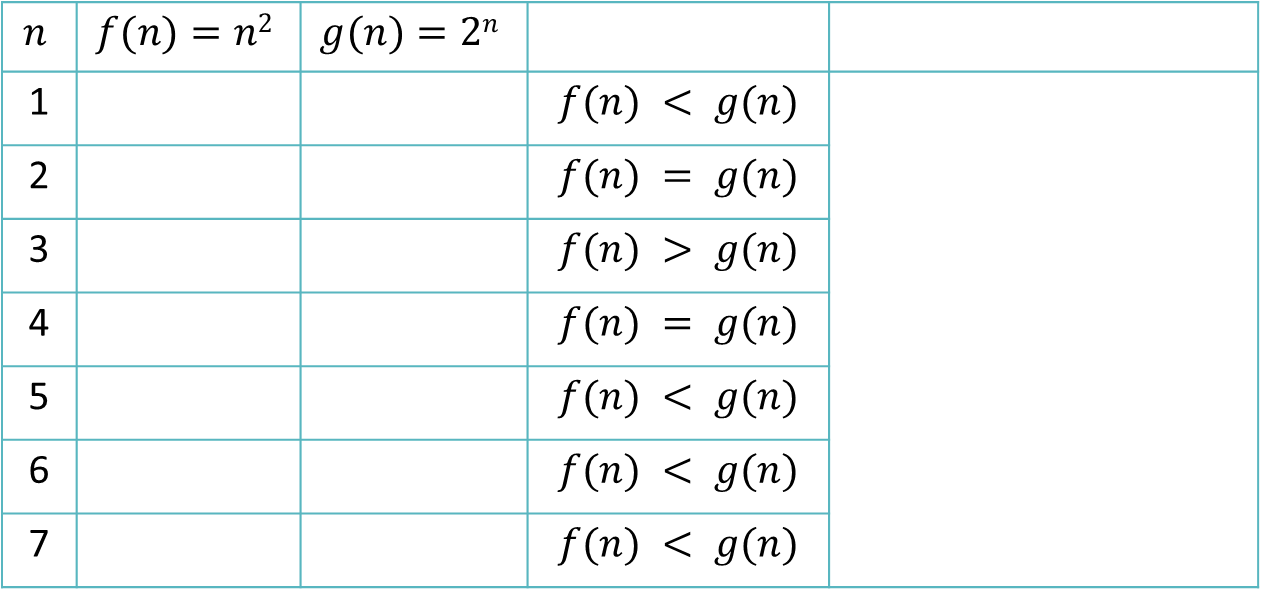 n f(n) = n² g(n) = 2ⁿ
1 f(n) < g(n)
2 f(n) = g(n)
3 f(n) > g(n)
4 f(n) = g(n)
5 f(n) < g(n)
6 f(n) < g(n)
7 f(n) < g(n)